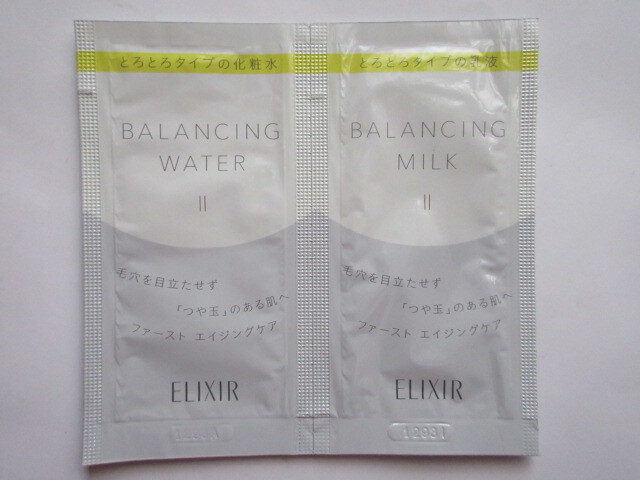 とろとろタイプの化粧水
BALANCING
WATER
II
毛穴を目立たせず
「つや玉」のある肌へ
ファースト エイジングケア
ELIXIR
とろとろタイプの乳液
BALANCING
MILK
II
毛穴を目立たせず
「つや玉」のある肌へ
ファースト エイジングケア
ELIXIR